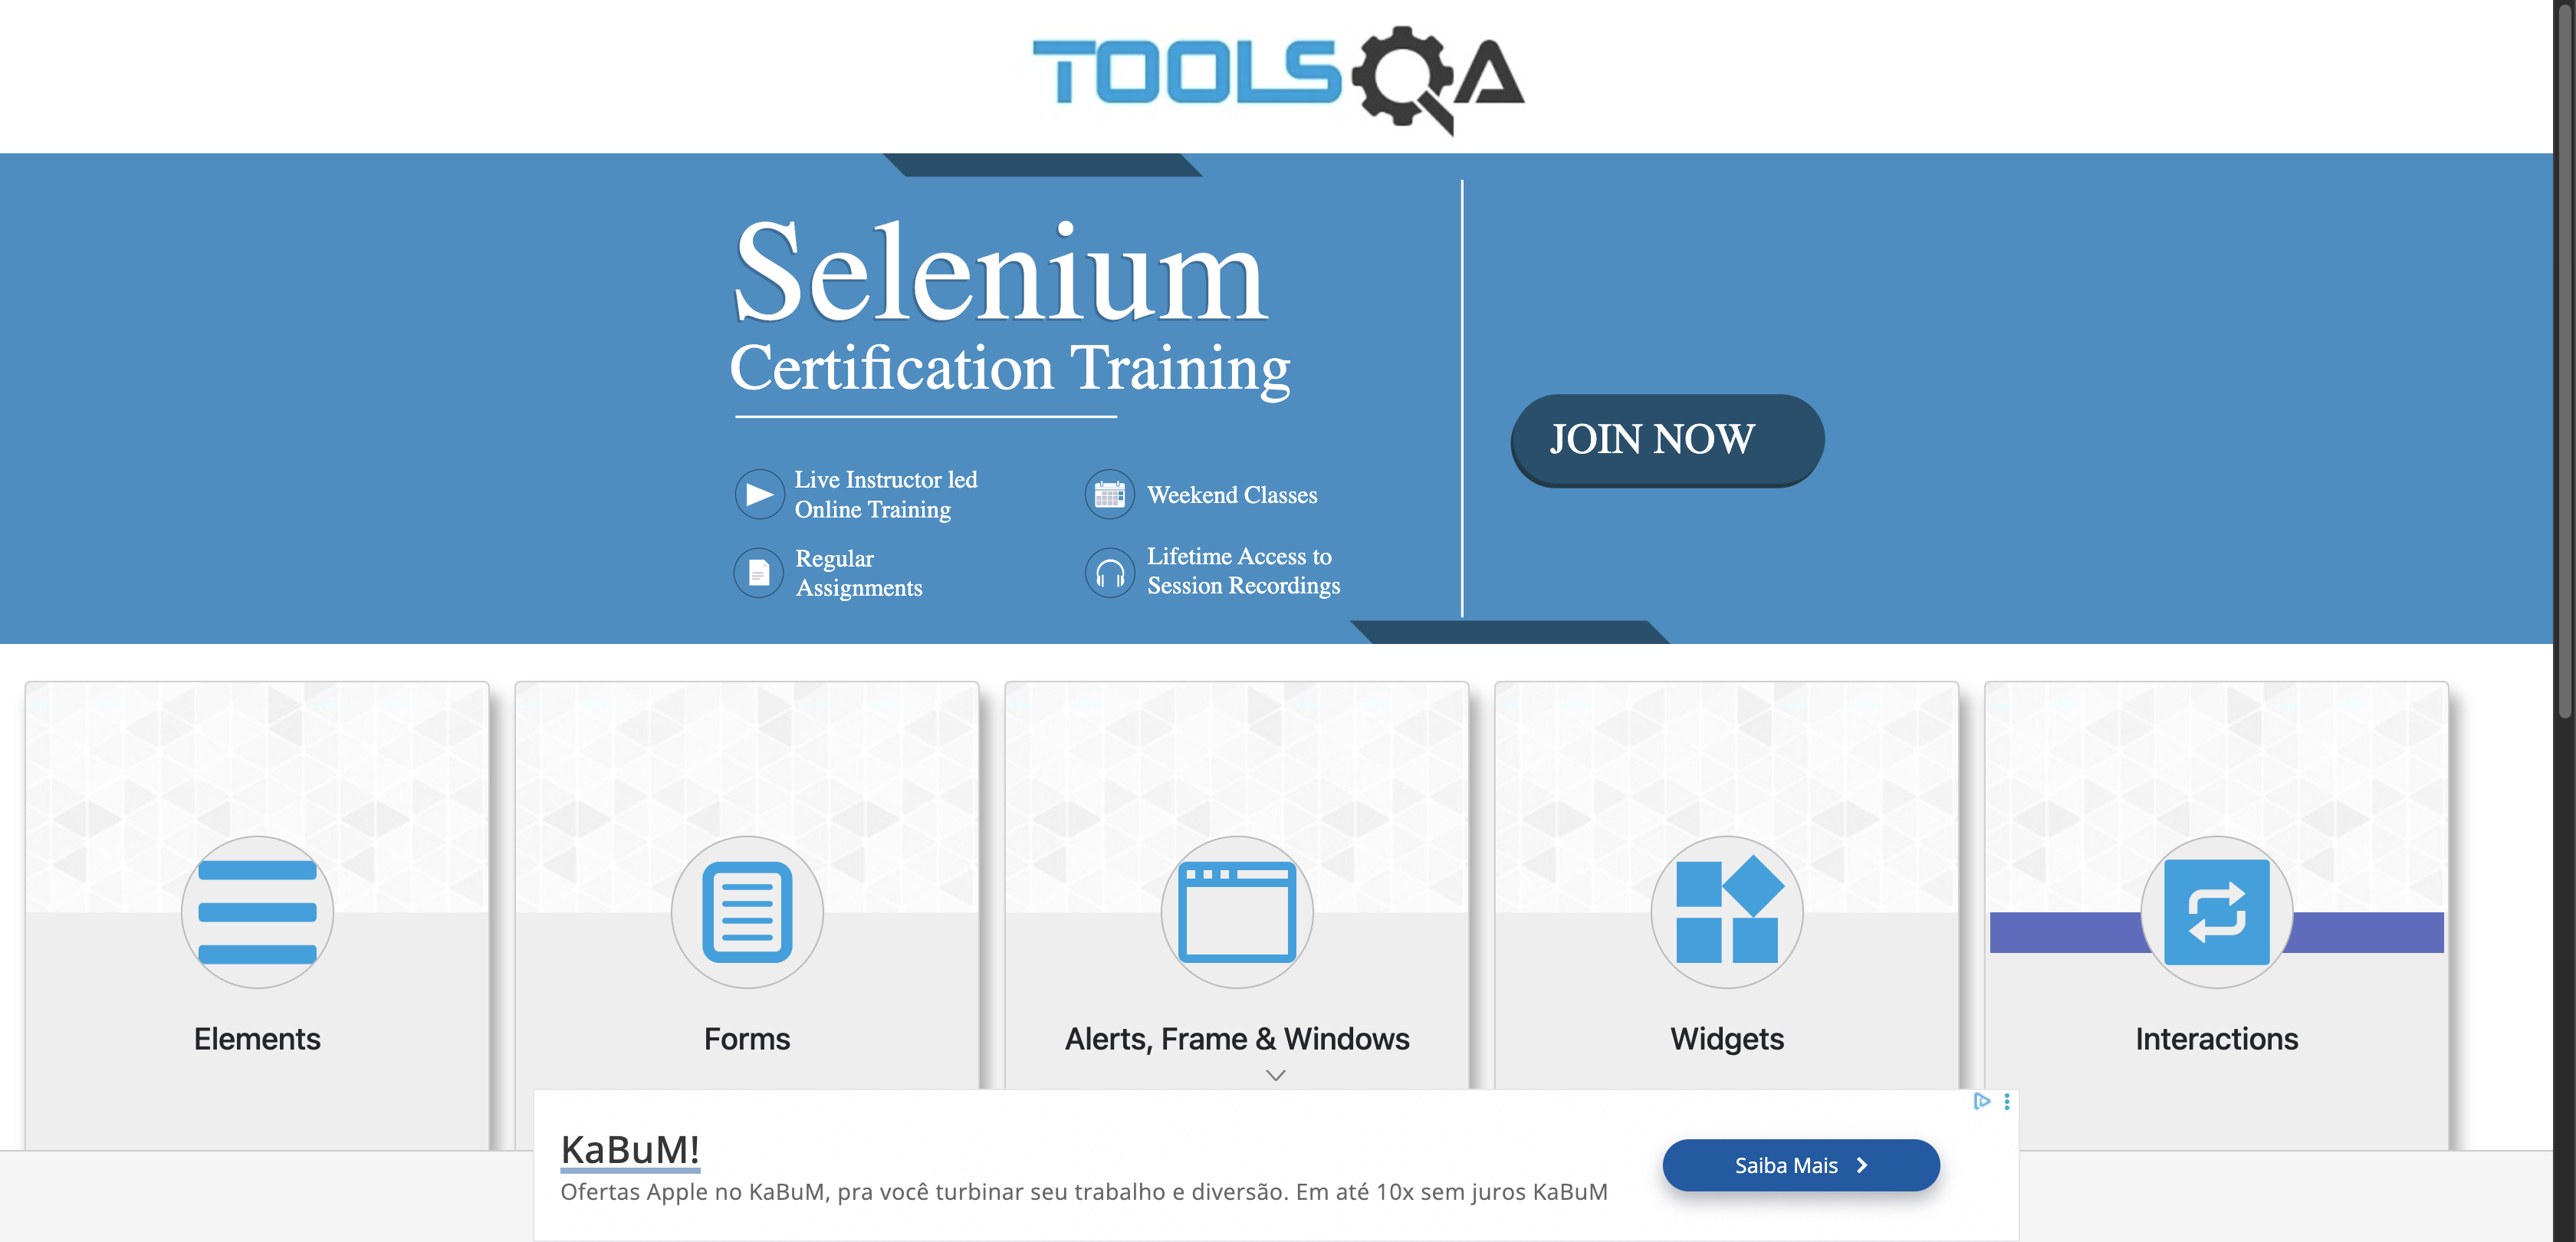 TOOLSQA
Selenium
Certification Training
Live Instructor led
Online Training
Weekend Classes
Regular
Assignments
Lifetime Access to
Session Recordings
JOIN NOW
Elements
Forms
Alerts, Frame & Windows
Widgets
Interactions
KaBuM!
Ofertas Apple no KaBuM, pra você turbinar seu trabalho e diversão. Em até 10x sem juros KaBuM
Saiba Mais